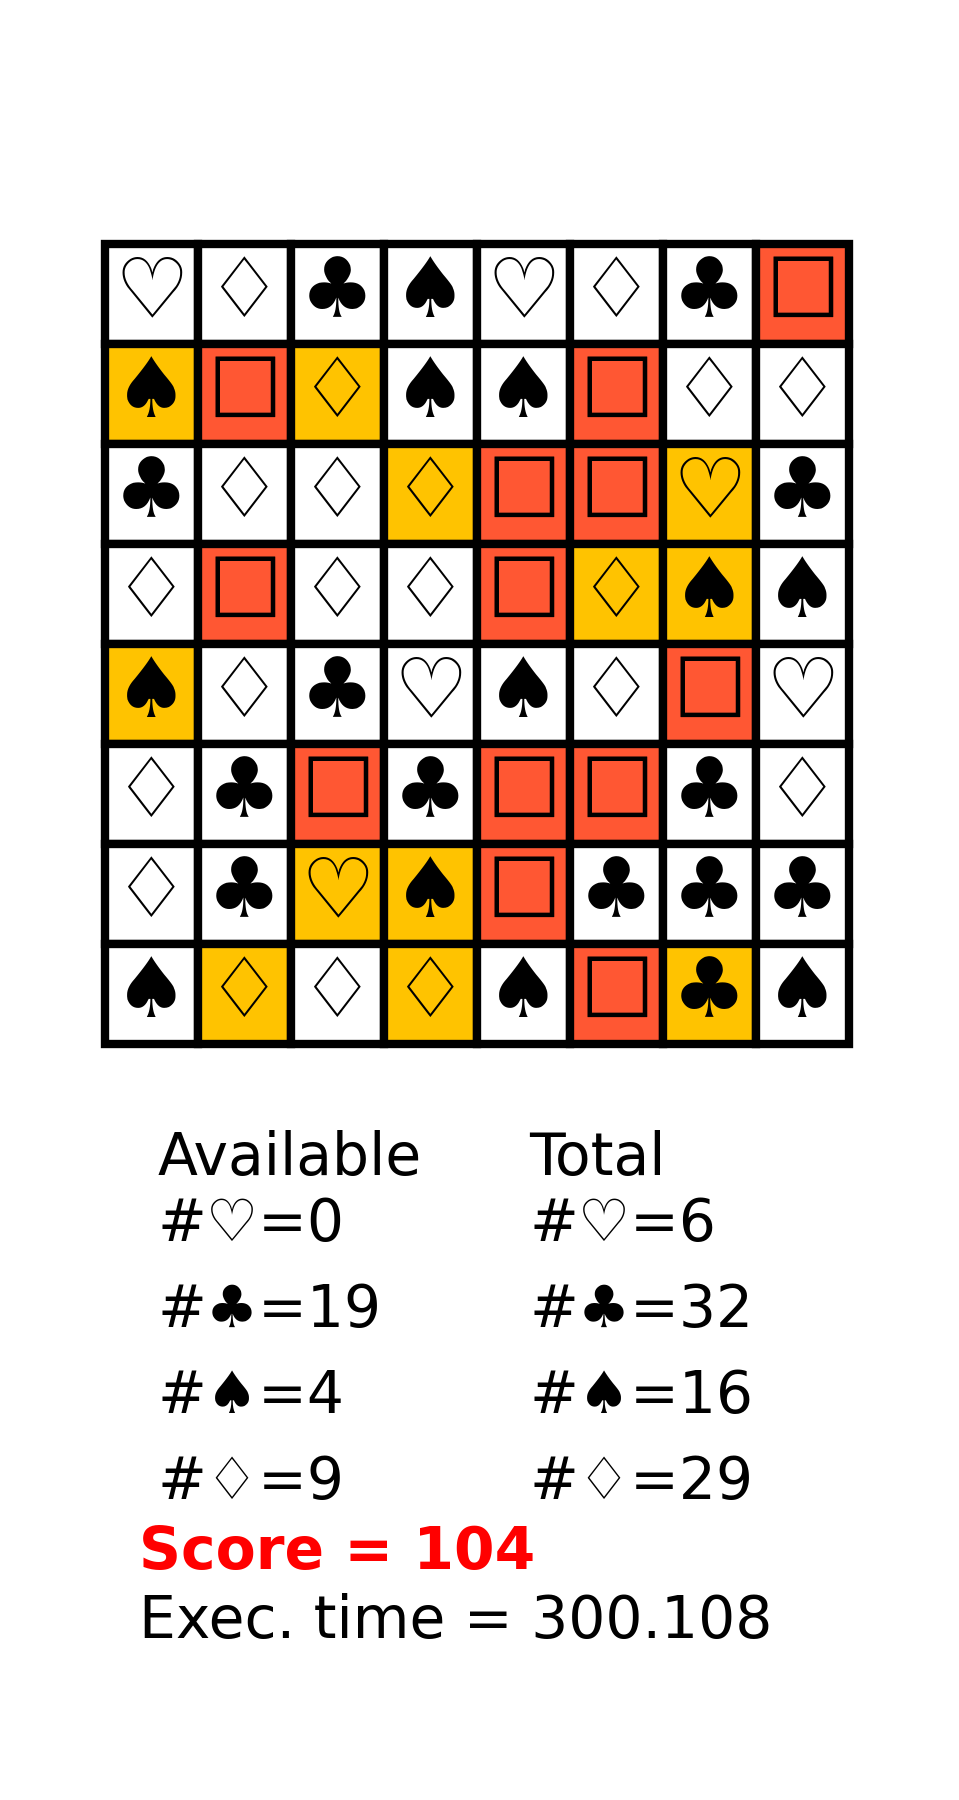 ♡ ♢ ♣ ♠ ♡ ♢ ♣ □
♠ □ ♢ ♠ ♠ □ ♢ ♢
♣ ♢ ♢ ♢ □ □ ♡ ♣
♢ □ ♢ ♢ □ ♢ ♠ ♠
♠ ♢ ♣ ♡ ♠ ♢ □ ♡
♢ ♣ □ ♣ □ □ ♣ ♢
♢ ♣ ♡ ♠ □ ♣ ♣ ♣
♠ ♢ ♢ ♢ ♠ □ ♣ ♠
Available Total
#♡=0 #♡=6
#♣=19 #♣=32
#♠=4 #♠=16
#♢=9 #♢=29
Score = 104
Exec. time = 300.108